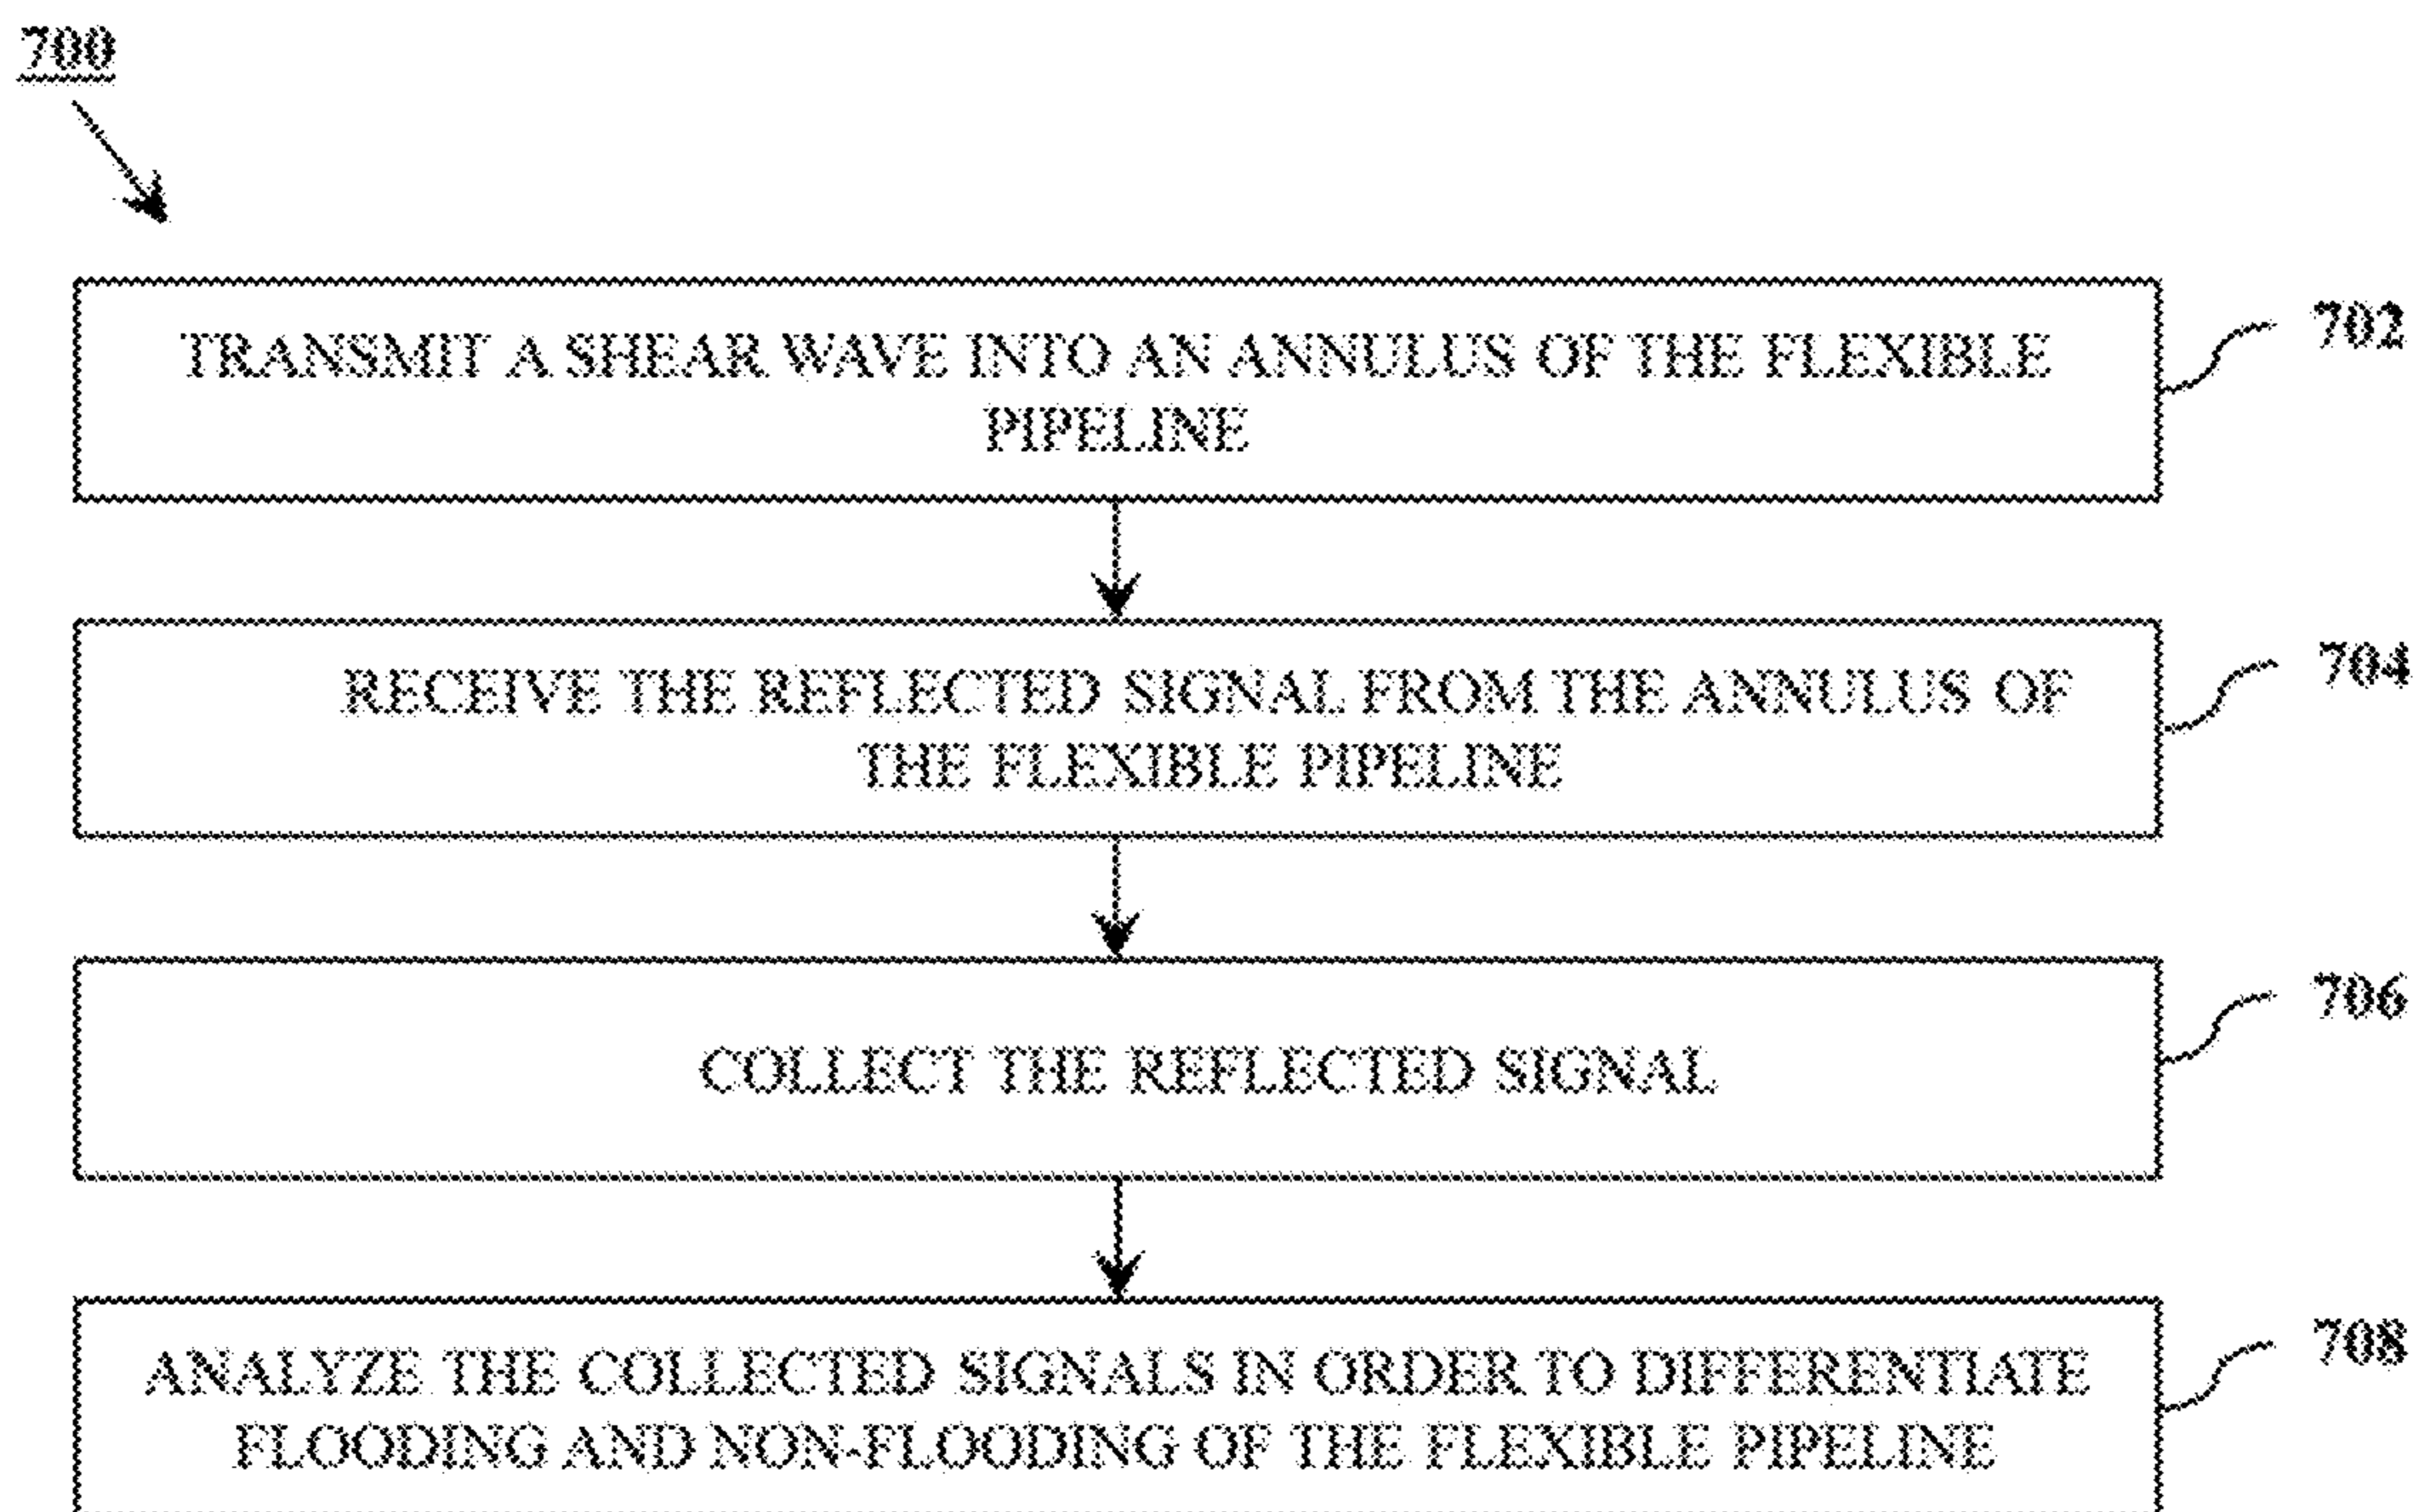 700
TRANSMIT A SHEAR WAVE INTO AN ANNULUS OF THE FLEXIBLE
PIPELINE
702
RECEIVE THE REFLECTED SIGNAL FROM THE ANNULUS OF
THE FLEXIBLE PIPELINE
704
COLLECT THE REFLECTED SIGNAL
706
ANALYZE THE COLLECTED SIGNALS IN ORDER TO DIFFERENTIATE
FLOODING AND NON-FLOODING OF THE FLEXIBLE PIPELINE
708